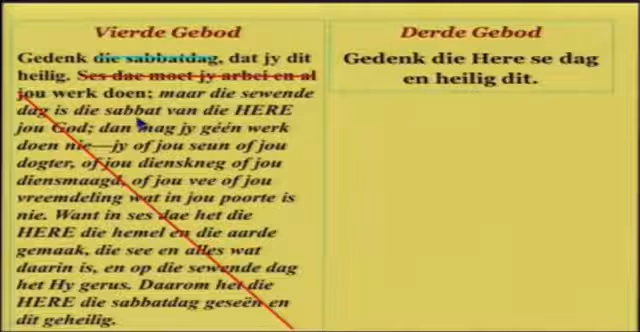 Vierde Gebod
Gedenk die sabbatdag, dat jy dit
heilig. Ses dae moet jy arbei en al
jou werk doen; maar die sewende
dag is die sabbat van die HERE
jou God; dan mag jy géén werk
doen nie—jy of jou seun of jou
dogter, of jou dienskneg of jou
diensmaagd, of jou vee of jou
vreemdeling wat in jou poorte is
nie. Want in ses dae het die
HERE die hemel en die aarde
gemaak, die see en alles wat
daarin is, en op die sewende dag
het Hy gerus. Daarom het die
HERE die sabbatdag geseën en
dit geheilig.
Derde Gebod
Gedenk die Here se dag
en heilig dit.